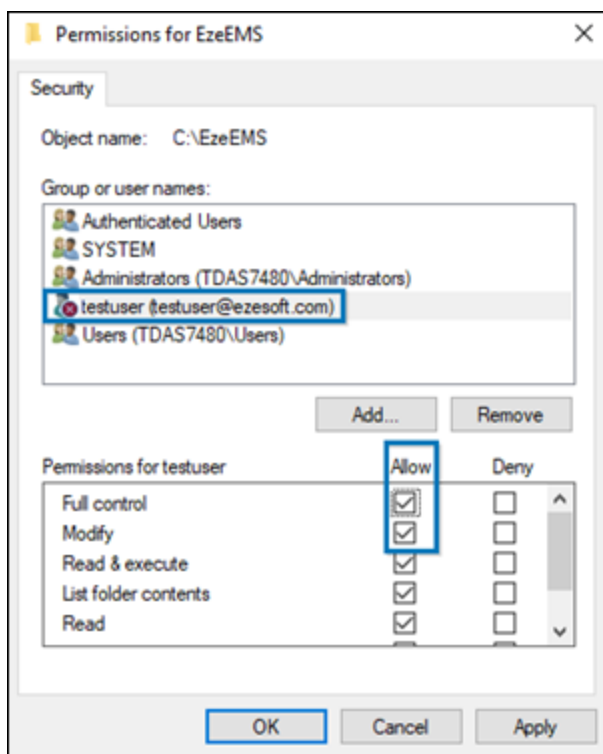 Permissions for EzeEMS
Security
Object name: C:\EzeEMS
Group or user names:
Authenticated Users
SYSTEM
Administrators (TDAS7480\Administrators)
testuser (testuser@ezesoft.com)
Users (TDAS7480\Users)
Add... Remove
Permissions for testuser Allow Deny
Full control
Modify
Read & execute
List folder contents
Read
OK Cancel Apply